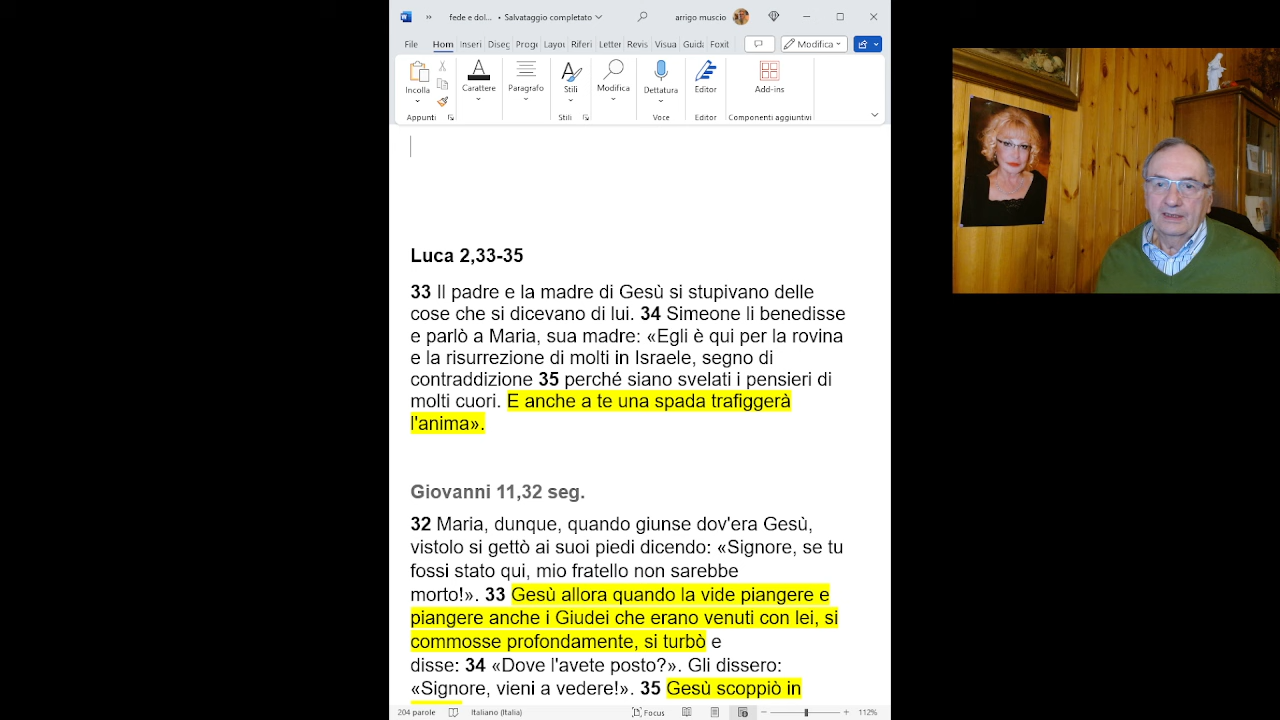 fede e dol... • Salvataggio completato
arrigo muscio
File Hom Inseri Diseg Proge Layou Riferi Letter Revis Visua Guida Foxit Modifica
Incolla Carattere Paragrafo Stili Modifica Dettatura Editor Add-ins
Appunti Stili Voce Editor Componenti aggiuntivi
Luca 2,33-35
33 Il padre e la madre di Gesù si stupivano delle
cose che si dicevano di lui. 34 Simeone li benedisse
e parlò a Maria, sua madre: «Egli è qui per la rovina
e la risurrezione di molti in Israele, segno di
contraddizione 35 perché siano svelati i pensieri di
molti cuori. E anche a te una spada trafiggerà
l'anima».
Giovanni 11,32 seg.
32 Maria, dunque, quando giunse dov'era Gesù,
vistolo si gettò ai suoi piedi dicendo: «Signore, se tu
fossi stato qui, mio fratello non sarebbe
morto!». 33 Gesù allora quando la vide piangere e
piangere anche i Giudei che erano venuti con lei, si
commosse profondamente, si turbò e
disse: 34 «Dove l'avete posto?». Gli dissero:
«Signore, vieni a vedere!». 35 Gesù scoppiò in
204 parole Italiano (Italia) Focus 112%